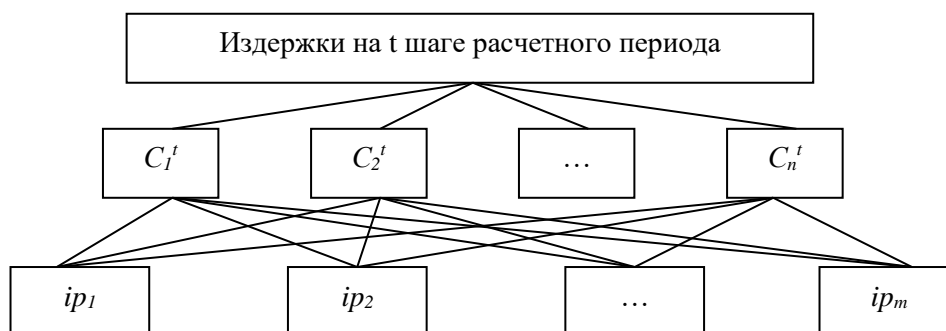 Издержки на t шаге расчетного периода
C₁ᵗ C₂ᵗ … Cₙᵗ
ip₁ ip₂ … ipₘ